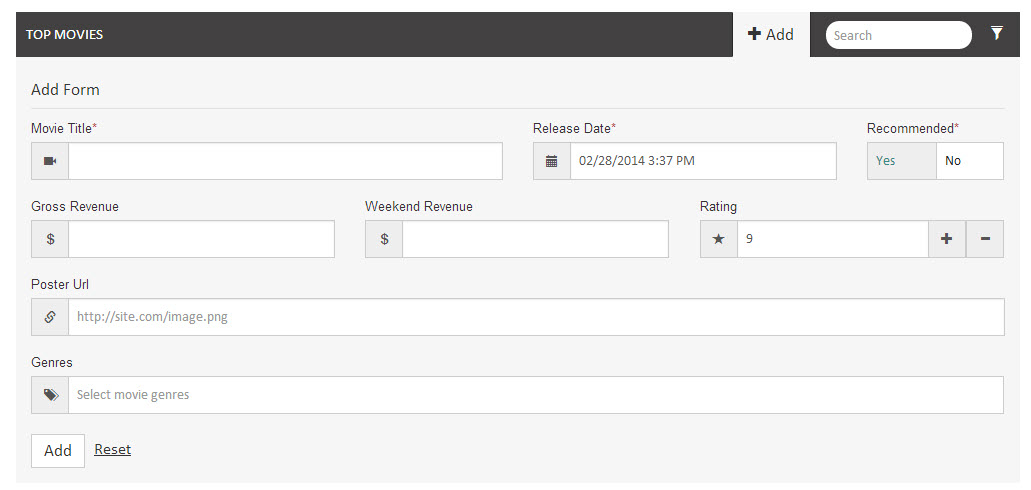 TOP MOVIES
+ Add
Search
Add Form
Movie Title*
Release Date*
Recommended*
02/28/2014 3:37 PM
Yes
No
Gross Revenue
Weekend Revenue
Rating
$
$
9
+
-
Poster Url
http://site.com/image.png
Genres
Select movie genres
Add
Reset